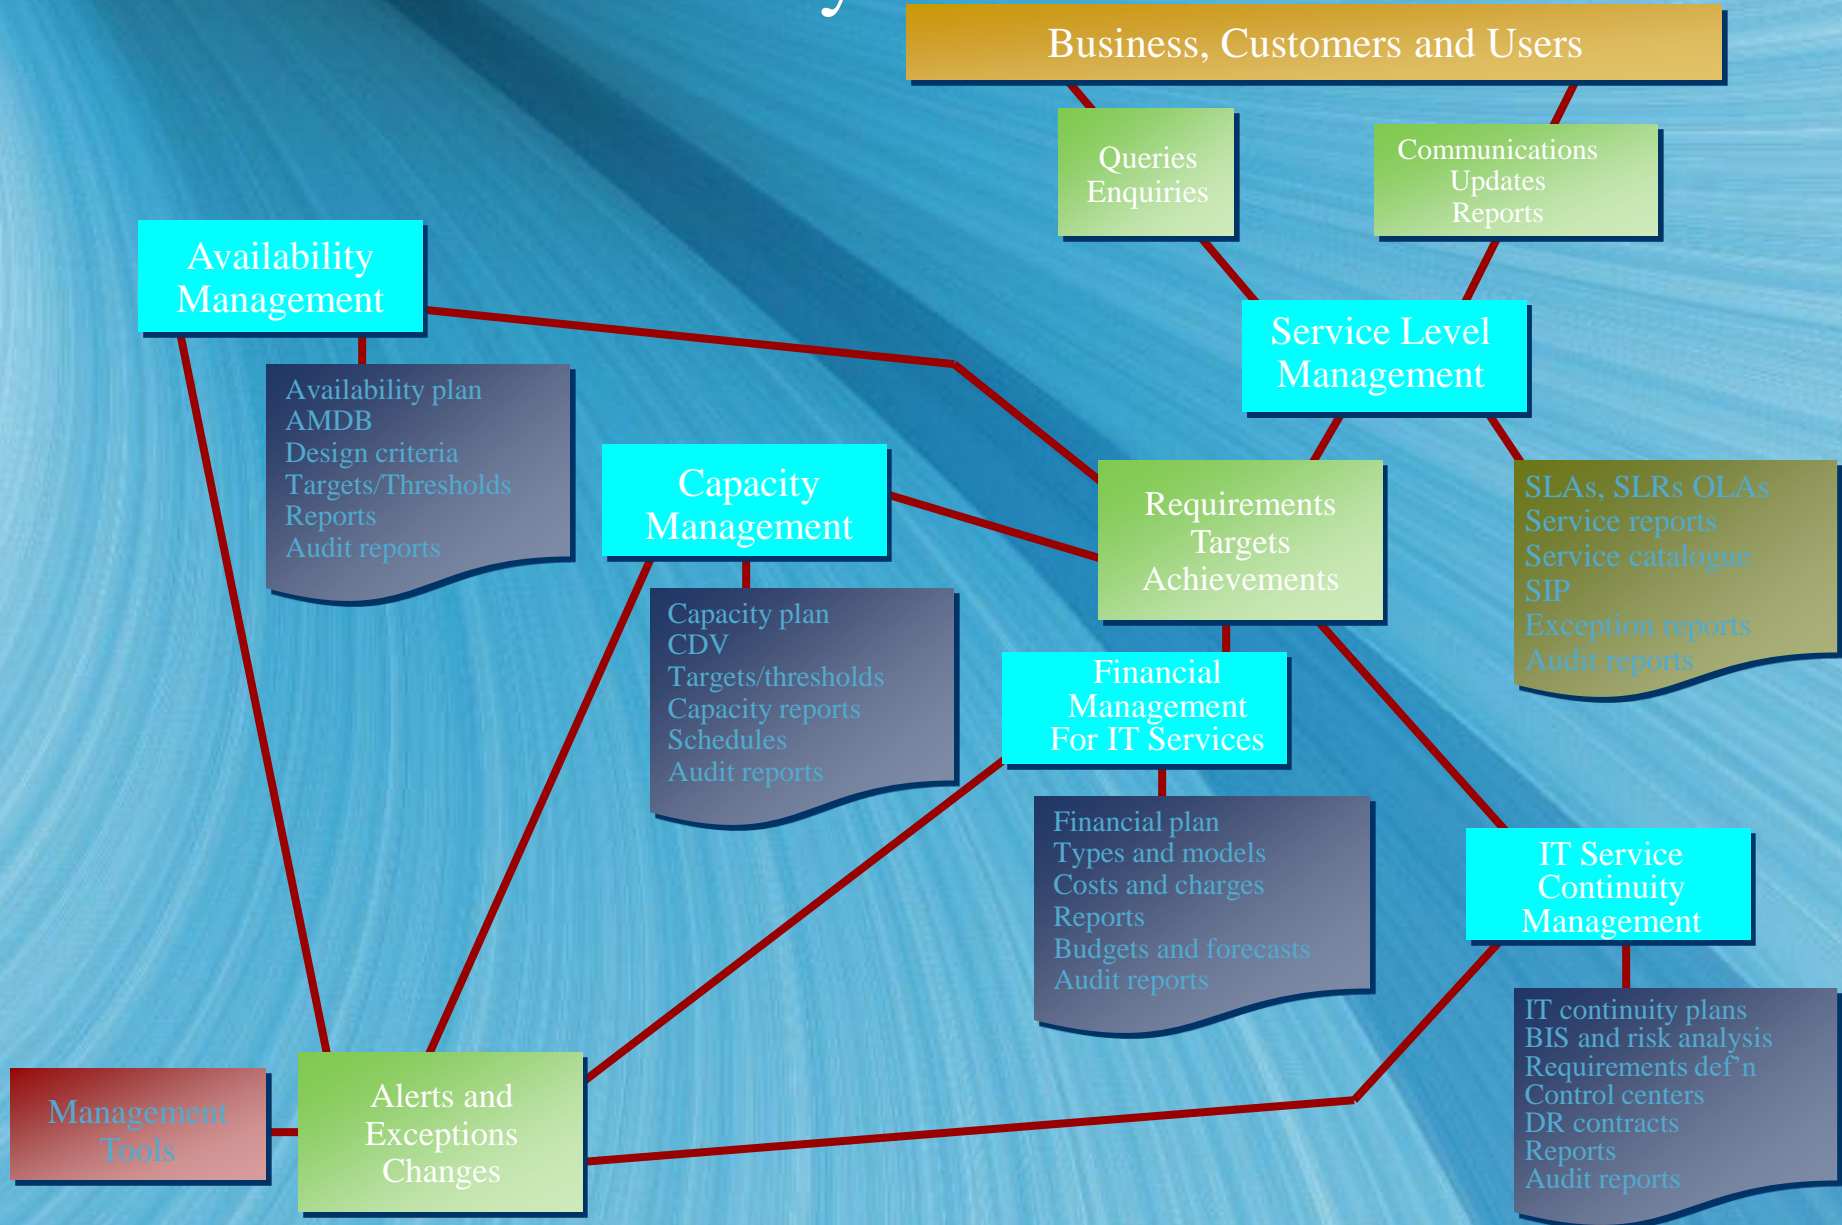 Business, Customers and Users
Queries
Enquiries
Communications
Updates
Reports
Availability
Management
Service Level
Management
Availability plan
AMDB
Design criteria
Targets/Thresholds
Reports
Audit reports
Capacity
Management
Requirements
Targets
Achievements
SLAs, SLRs OLAs
Service reports
Service catalogue
SIP
Exception reports
Audit reports
Capacity plan
CDV
Targets/thresholds
Capacity reports
Schedules
Audit reports
Financial
Management
For IT Services
Financial plan
Types and models
Costs and charges
Reports
Budgets and forecasts
Audit reports
IT Service
Continuity
Management
IT continuity plans
BIS and risk analysis
Requirements def’n
Control centers
DR contracts
Reports
Audit reports
Management
Tools
Alerts and
Exceptions
Changes